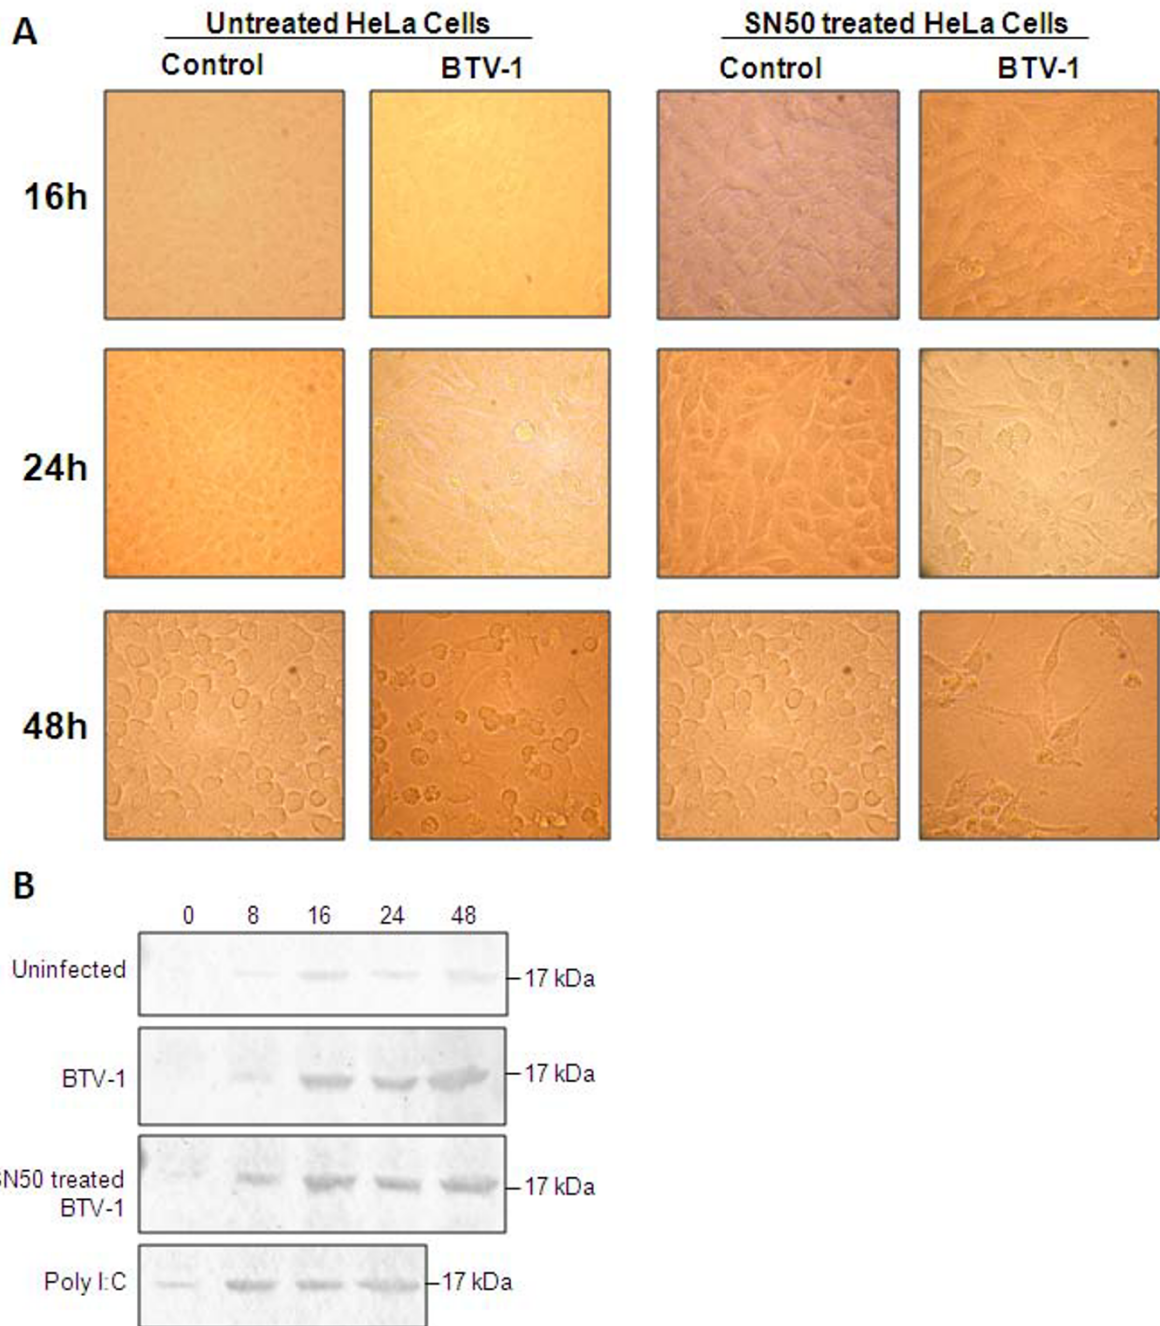 A
Untreated HeLa Cells
SN50 treated HeLa Cells
Control
BTV-1
Control
BTV-1
16h
24h
48h
B
0 8 16 24 48
Uninfected
17 kDa
BTV-1
17 kDa
SN50 treated
BTV-1
17 kDa
Poly I:C
17 kDa